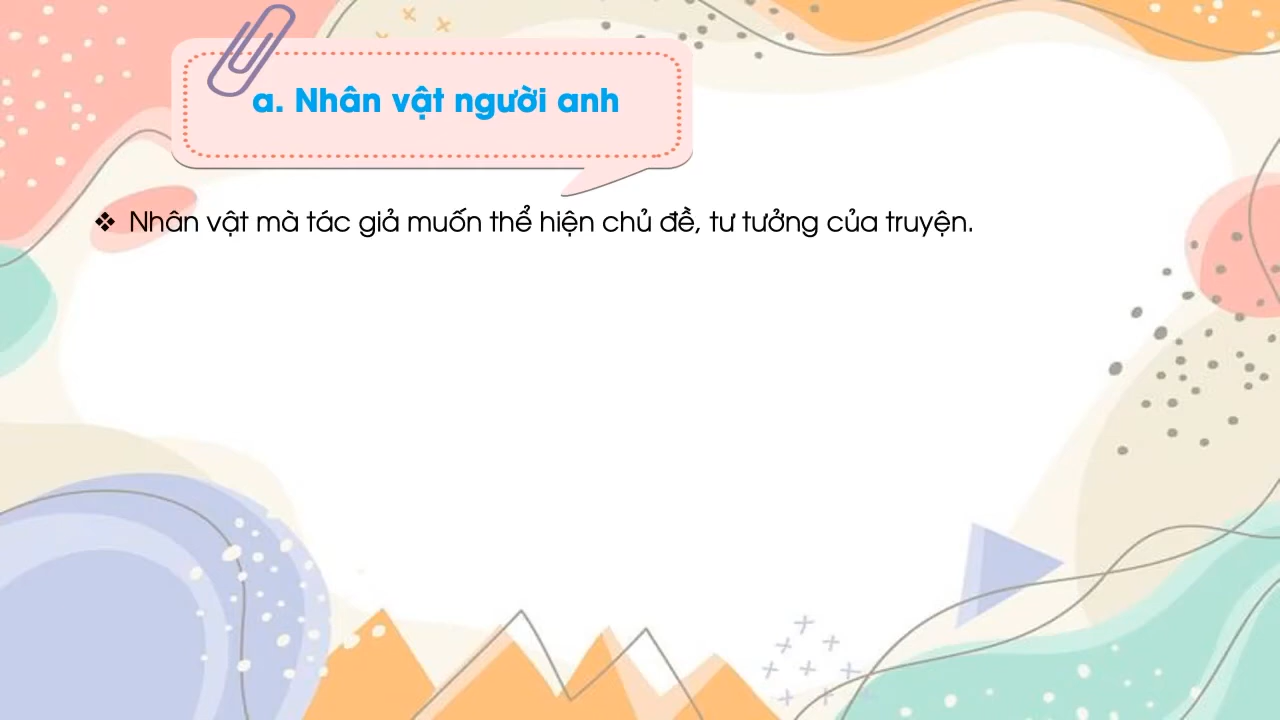 a. Nhân vật người anh
❖ Nhân vật mà tác giả muốn thể hiện chủ đề, tư tưởng của truyện.